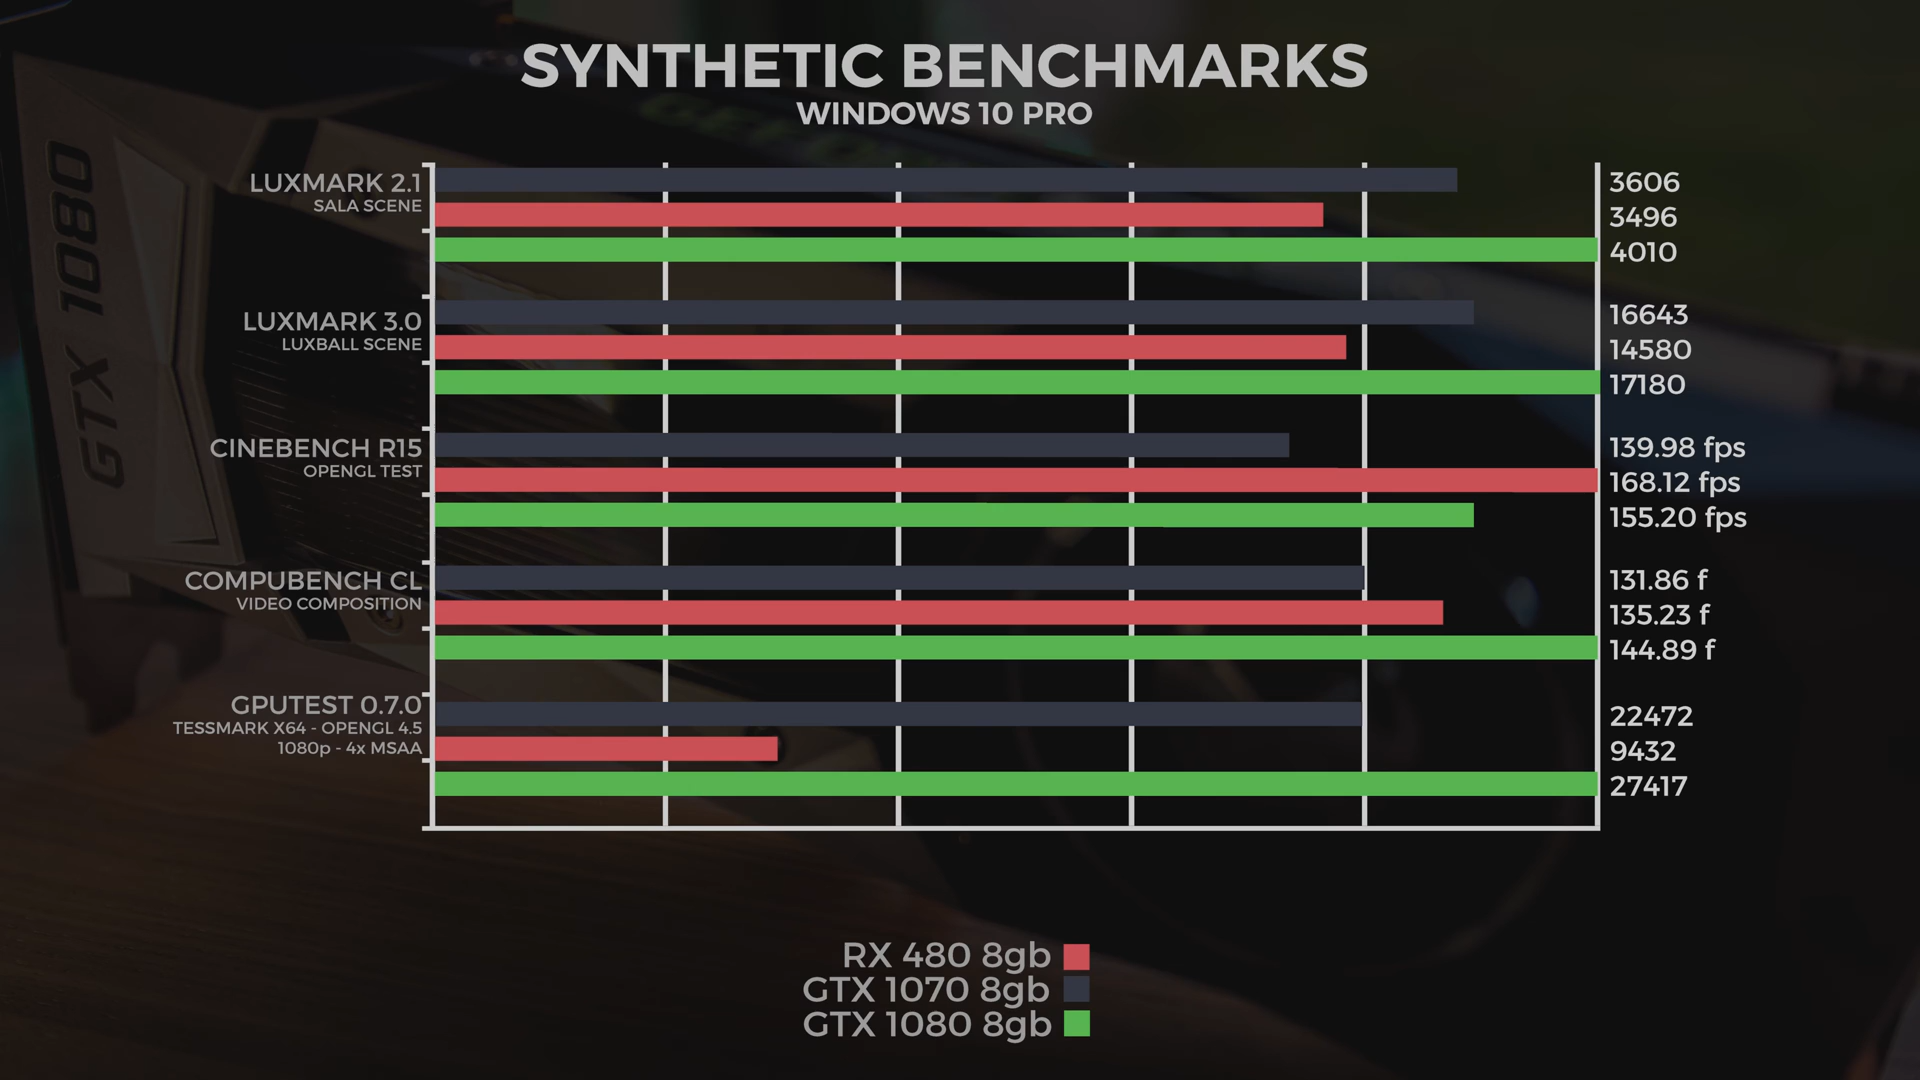 SYNTHETIC BENCHMARKS
WINDOWS 10 PRO
GTX 1080
LUXMARK 2.1
SALA SCENE
3606
3496
4010
LUXMARK 3.0
LUXBALL SCENE
16643
14580
17180
CINEBENCH R15
OPENGL TEST
139.98 fps
168.12 fps
155.20 fps
COMPUBENCH CL
VIDEO COMPOSITION
131.86 f
135.23 f
144.89 f
GPUTEST 0.7.0
TESSMARK X64 - OPENGL 4.5
1080p - 4x MSAA
22472
9432
27417
RX 480 8gb
GTX 1070 8gb
GTX 1080 8gb